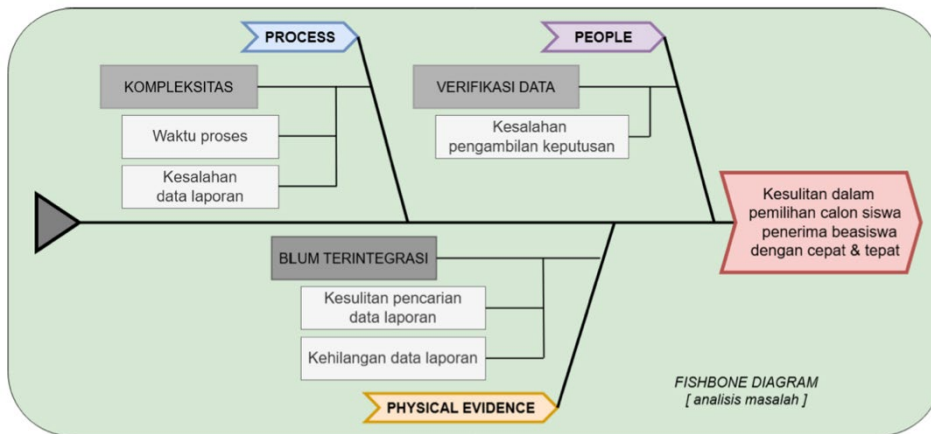 PROCESS
PEOPLE
KOMPLEKSITAS
VERIFIKASI DATA
Waktu proses
Kesalahan
pengambilan keputusan
Kesalahan
data laporan
Kesulitan dalam
pemilihan calon siswa
penerima beasiswa
dengan cepat & tepat
BLUM TERINTEGRASI
Kesulitan pencarian
data laporan
Kehilangan data laporan
PHYSICAL EVIDENCE
FISHBONE DIAGRAM
[ analisis masalah ]